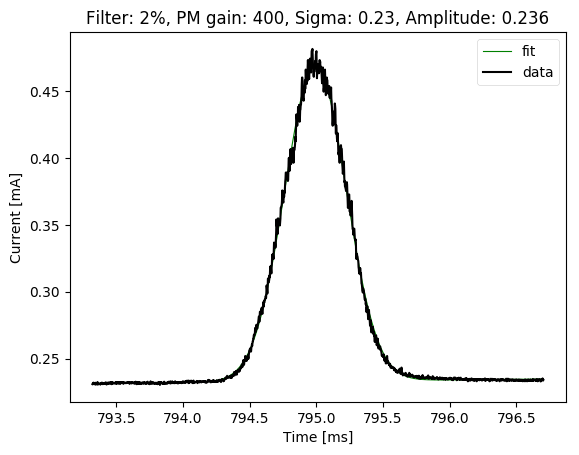 Filter: 2%, PM gain: 400, Sigma: 0.23, Amplitude: 0.236
fit
data
0.45
0.40
0.35
0.30
0.25
Current [mA]
793.5 794.0 794.5 795.0 795.5 796.0 796.5
Time [ms]